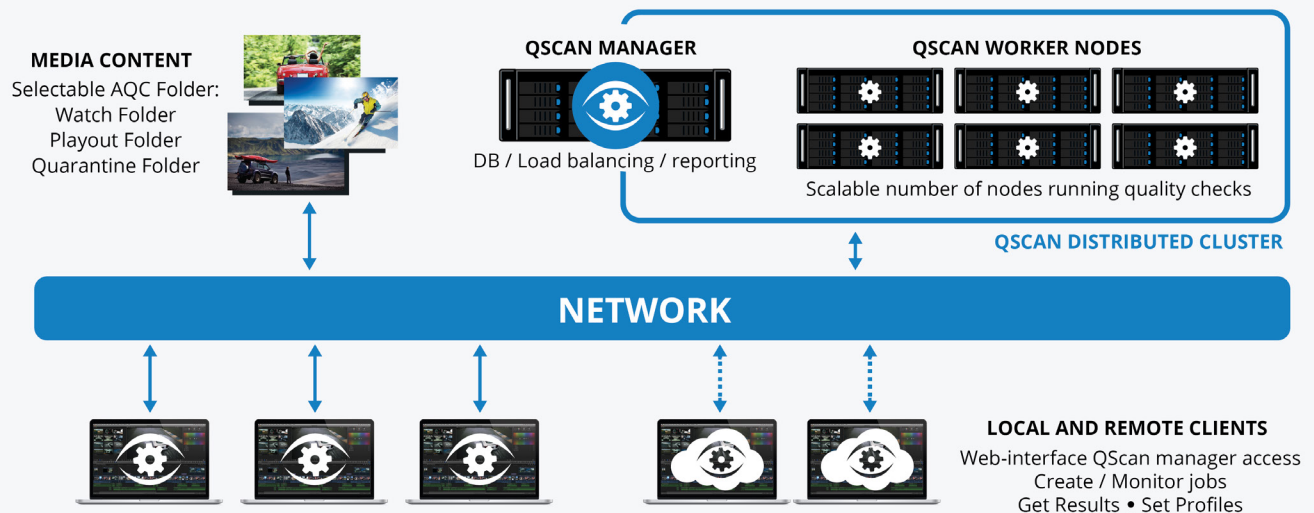 MEDIA CONTENT
Selectable AQC Folder:
Watch Folder
Playout Folder
Quarantine Folder
QSCAN MANAGER
DB / Load balancing / reporting
QSCAN WORKER NODES
Scalable number of nodes running quality checks
QSCAN DISTRIBUTED CLUSTER
NETWORK
LOCAL AND REMOTE CLIENTS
Web-interface QScan manager access
Create / Monitor jobs
Get Results • Set Profiles